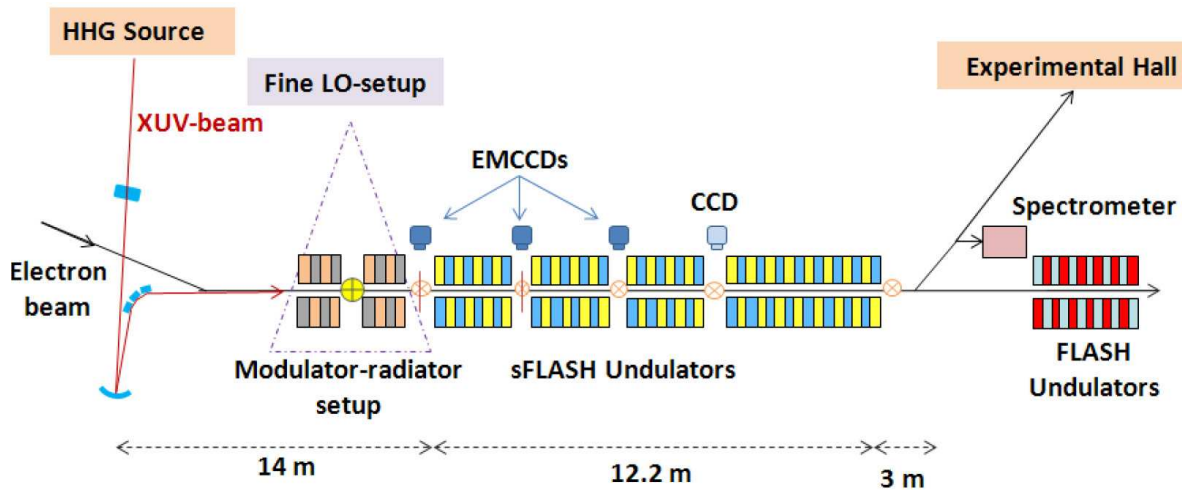 HHG Source
Fine LO-setup
Experimental Hall
XUV-beam
EMCCDs
CCD
Spectrometer
Electron
beam
Modulator-radiator
setup
sFLASH Undulators
FLASH
Undulators
14 m
12.2 m
3 m